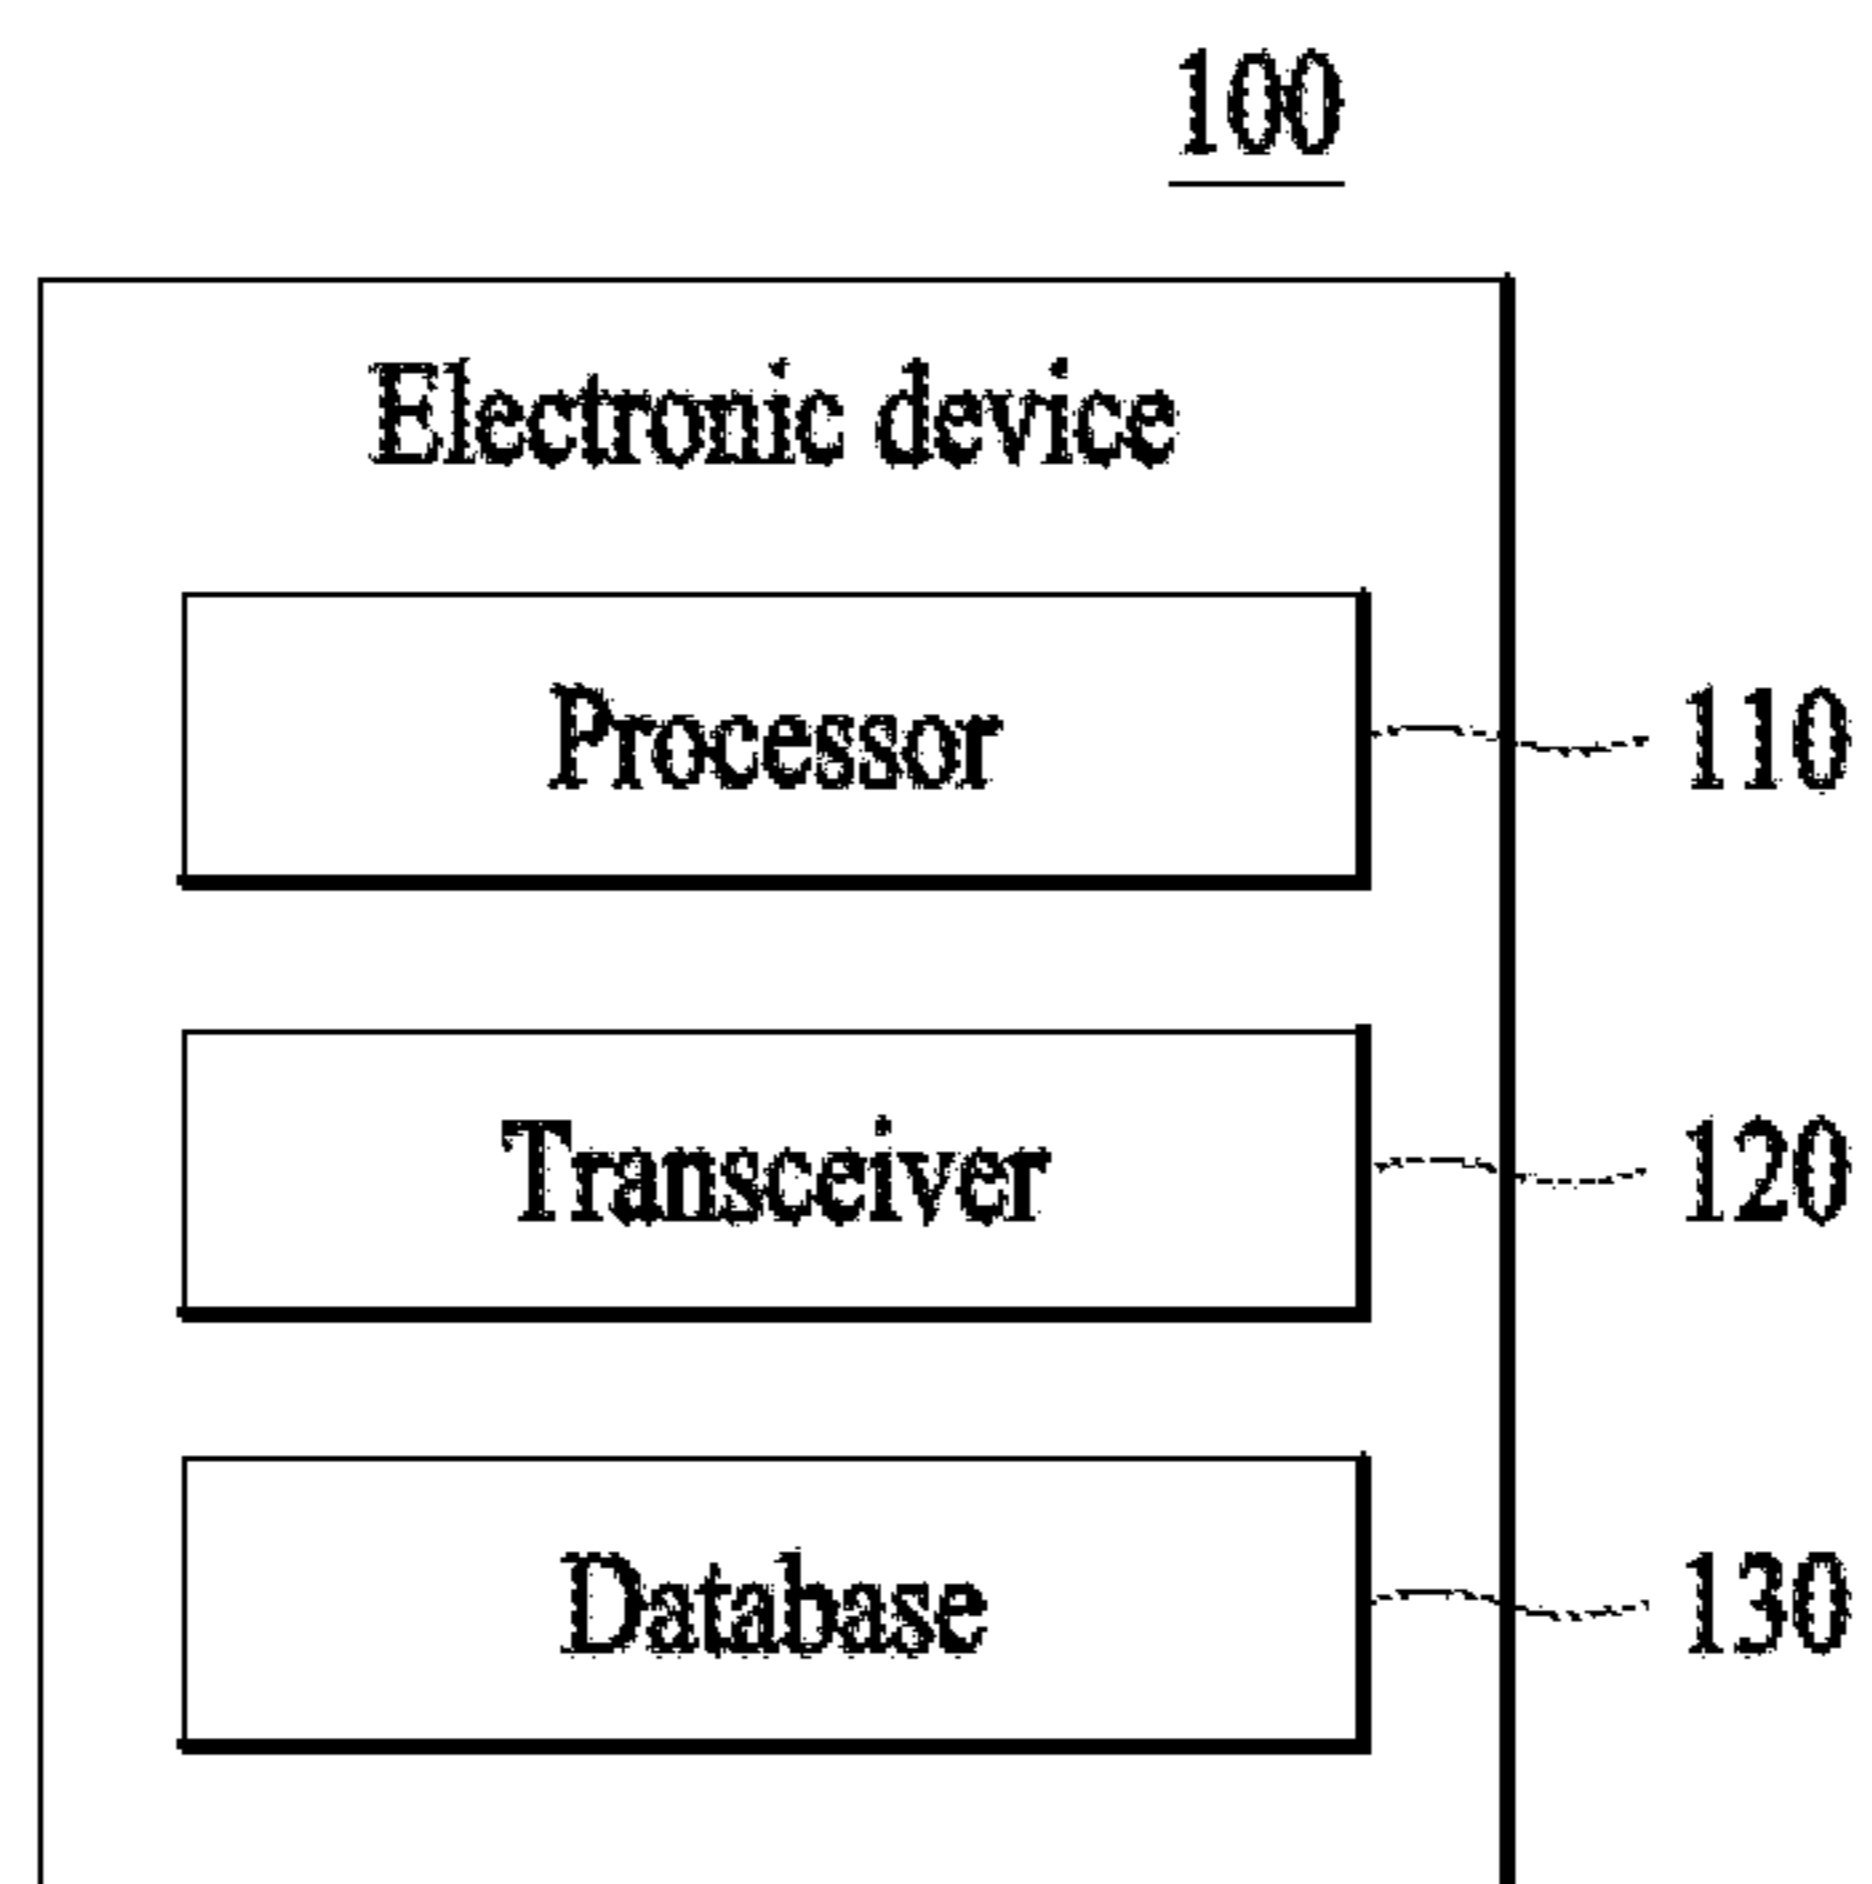 100
Electronic device
Processor
110
Transceiver
120
Database
130